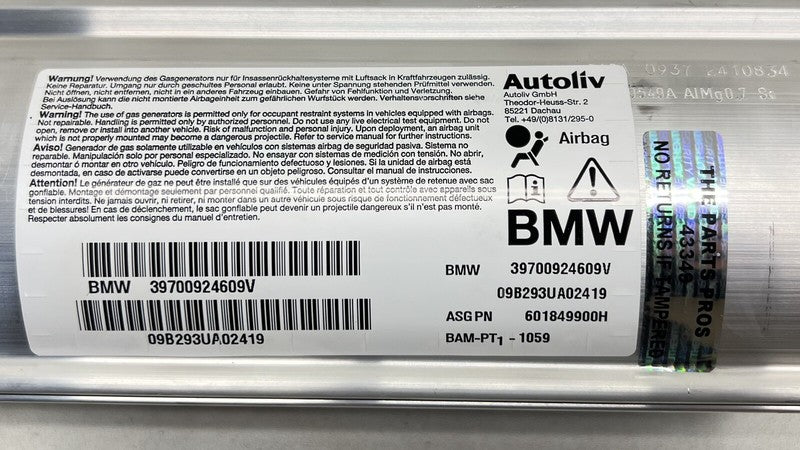 Warnung! Verwendung des Gasgenerators nur für Insassenrückhaltesysteme mit Luftsack in Kraftfahrzeugen zulässig.
Keine Reparatur. Umgang nur durch geschultes Personal erlaubt. Keine unter Spannung stehenden Prüfmittel verwenden.
Nicht öffnen, entfernen, nicht in ein anderes Fahrzeug einbauen. Gefahr von Fehlfunktion und Verletzung.
Bei Auslösung kann die nicht montierte Airbageinheit zum gefährlichen Wurfstück werden. Verhaltensvorschriften siehe
Service-Handbuch.
Warning! The use of gas generators is permitted only for occupant restraint systems in vehicles equipped with airbags.
Not repairable. Handling is permitted only by authorized personnel. Do not use any live electrical test equipment. Do not
open, remove or install into another vehicle. Risk of malfunction and personal injury. Upon deployment, an airbag unit
which is not properly mounted may become a dangerous projectile. Refer to service manual for further instructions.
Aviso! Generador de gas solamente utilizable en vehículos con sistemas airbag de seguridad pasiva. No es
reparable. Manipulación solo por personal especializado. No ensayar con sistemas de medición con tensión. No abrir,
desmontar ó montar en otro vehículo. Peligro de funcionamiento defectuoso y lesiones. Si la unidad de airbag está
desmontada, en caso de activarse puede convertirse en un objeto peligroso. Consultar el manual de instrucciones.
Attention! Le générateur de gaz ne peut être installé que sur des véhicules équipés d'un système de retenue avec sac
gonflable. Montage et démontage seulement par personnel qualifié. Toute réparation et tout contrôle avec appareils sous
tension interdits. Ne jamais ouvrir, ni retirer, ni monter dans un autre véhicule sous risque de fonctionnement défectueux
et de blessures! En cas de déclenchement, le sac gonflable peut devenir un projectile dangereux s'il n'est pas monté.
Respecter absolument les consignes du manuel d'entretien.
BMW 39700924609V
09B293UA02419
Autoliv
Autoliv GmbH
Theodor-Heuss-Str. 2
85221 Dachau
Tel. +49/(0)8131/295-0
Airbag
BMW
BMW 39700924609V
09B293UA02419
ASG PN 601849900H
BAM-PT1 - 1059
0937 2410834
THE PARTS PROS
43346
NO RETURNS IF TAMPERED